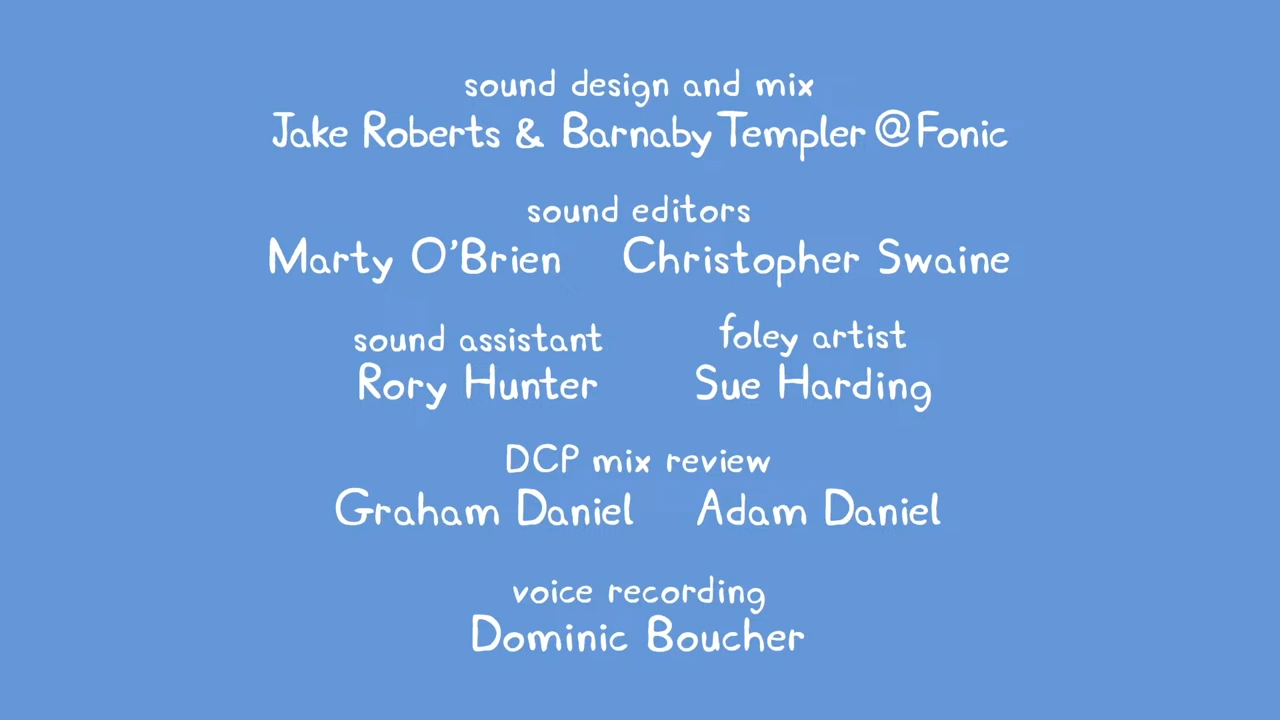 sound design and mix
Jake Roberts & Barnaby Templer @ Fonic
sound editors
Marty O'Brien Christopher Swaine
sound assistant foley artist
Rory Hunter Sue Harding
DCP mix review
Graham Daniel Adam Daniel
voice recording
Dominic Boucher